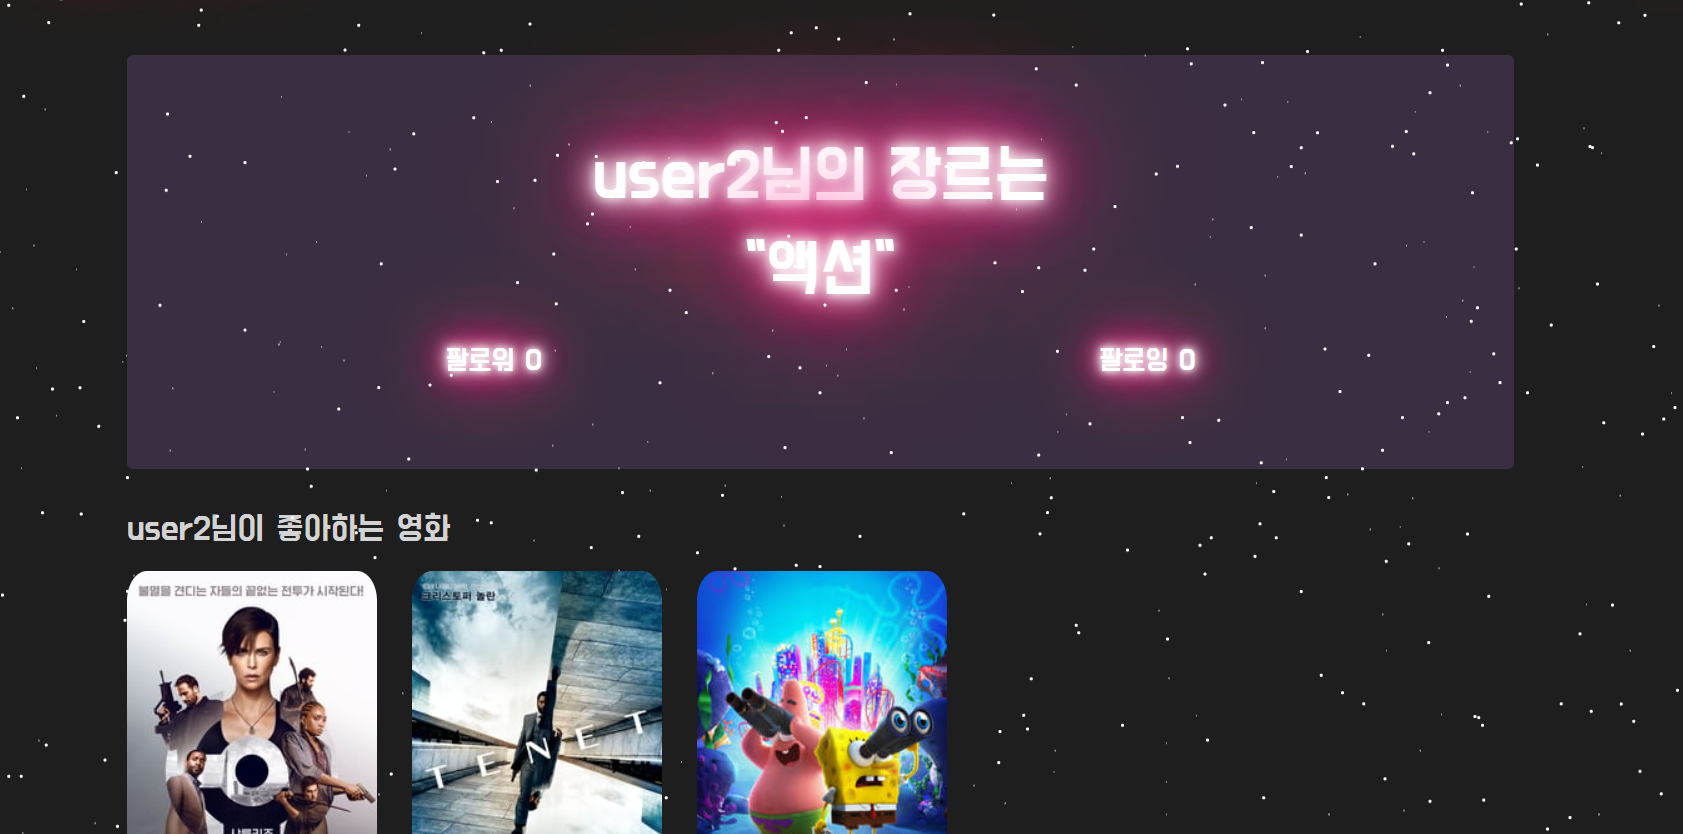 user2님의 장르는
"액션"
팔로워 0
팔로잉 0
user2님이 좋아하는 영화
불멸을 견디는 자들의 끝없는 전투가 시작된다!
크리스토퍼 놀란
TENET